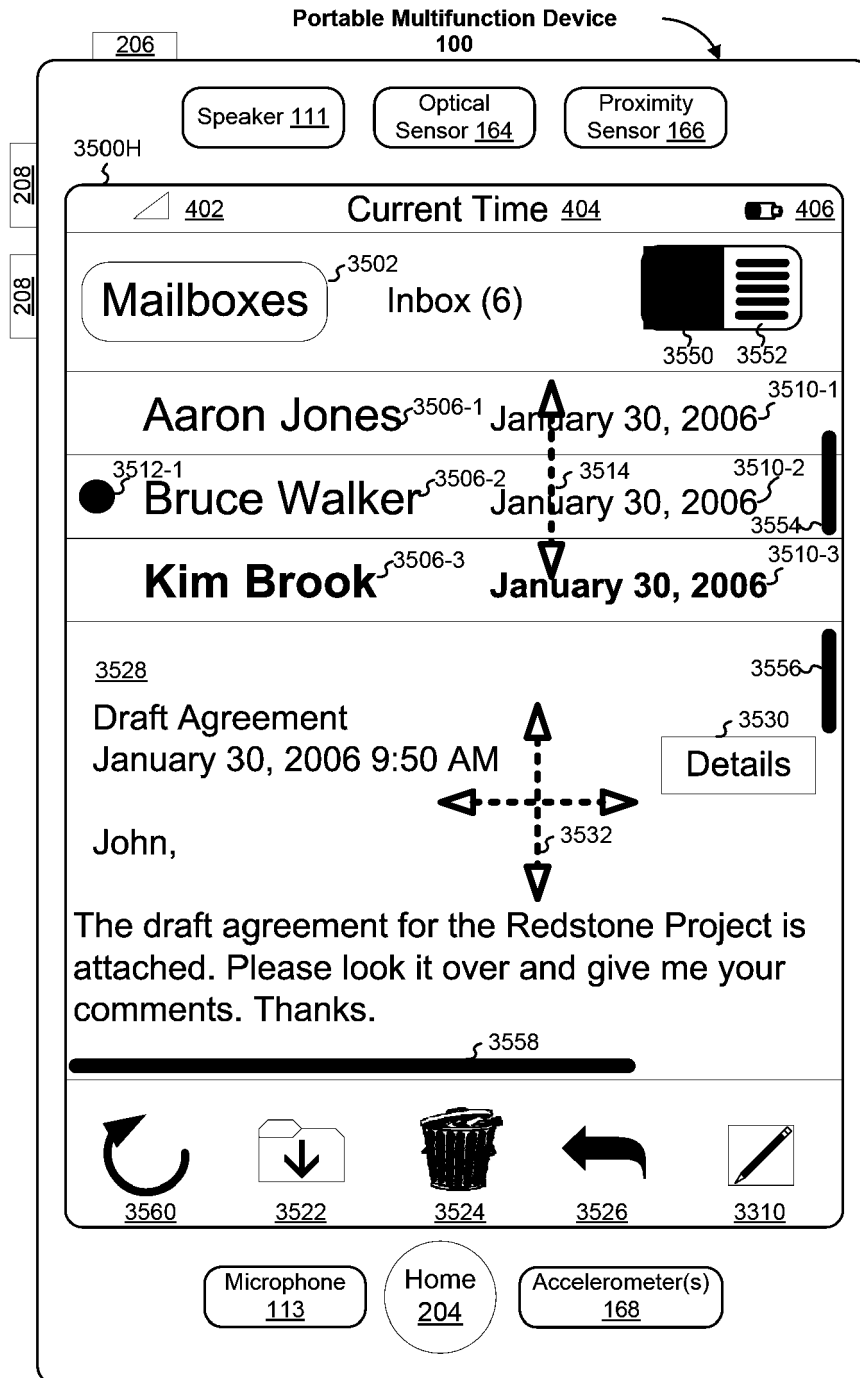 Portable Multifunction Device
100
206
Speaker 111
Optical
Sensor 164
Proximity
Sensor 166
208
3500H
402
Current Time 404
406
208
Mailboxes
3502
Inbox (6)
3550
3552
Aaron Jones
3506-1
January 30, 2006
3510-1
3512-1
Bruce Walker
3506-2
3514
January 30, 2006
3510-2
3554
Kim Brook
3506-3
January 30, 2006
3510-3
3528
3556
Draft Agreement
3530
January 30, 2006 9:50 AM
Details
3532
John,
The draft agreement for the Redstone Project is
attached. Please look it over and give me your
comments. Thanks.
3558
3560
3522
3524
3526
3310
Microphone
113
Home
204
Accelerometer(s)
168